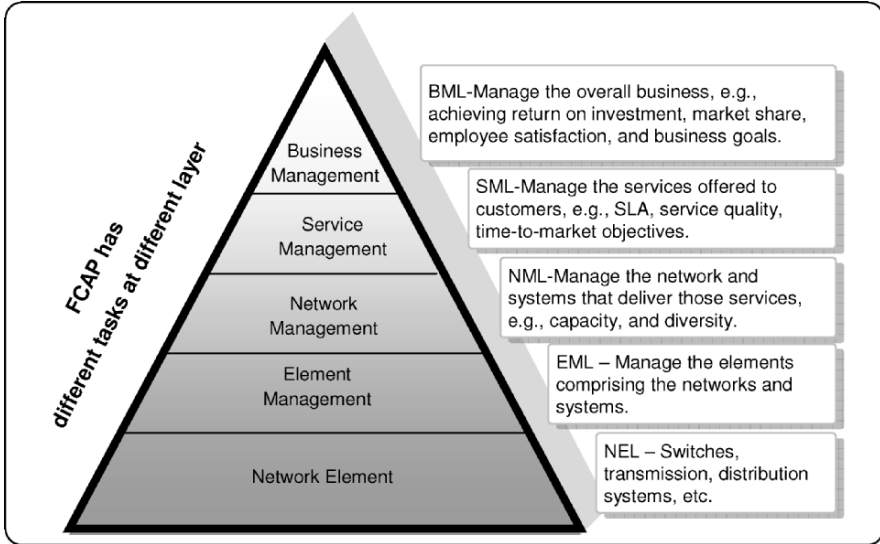 FCAP has
different tasks at different layer
Business
Management
Service
Management
Network
Management
Element
Management
Network Element
BML-Manage the overall business, e.g.,
achieving return on investment, market share,
employee satisfaction, and business goals.
SML-Manage the services offered to
customers, e.g., SLA, service quality,
time-to-market objectives.
NML-Manage the network and
systems that deliver those services,
e.g., capacity, and diversity.
EML – Manage the elements
comprising the networks and
systems.
NEL – Switches,
transmission, distribution
systems, etc.